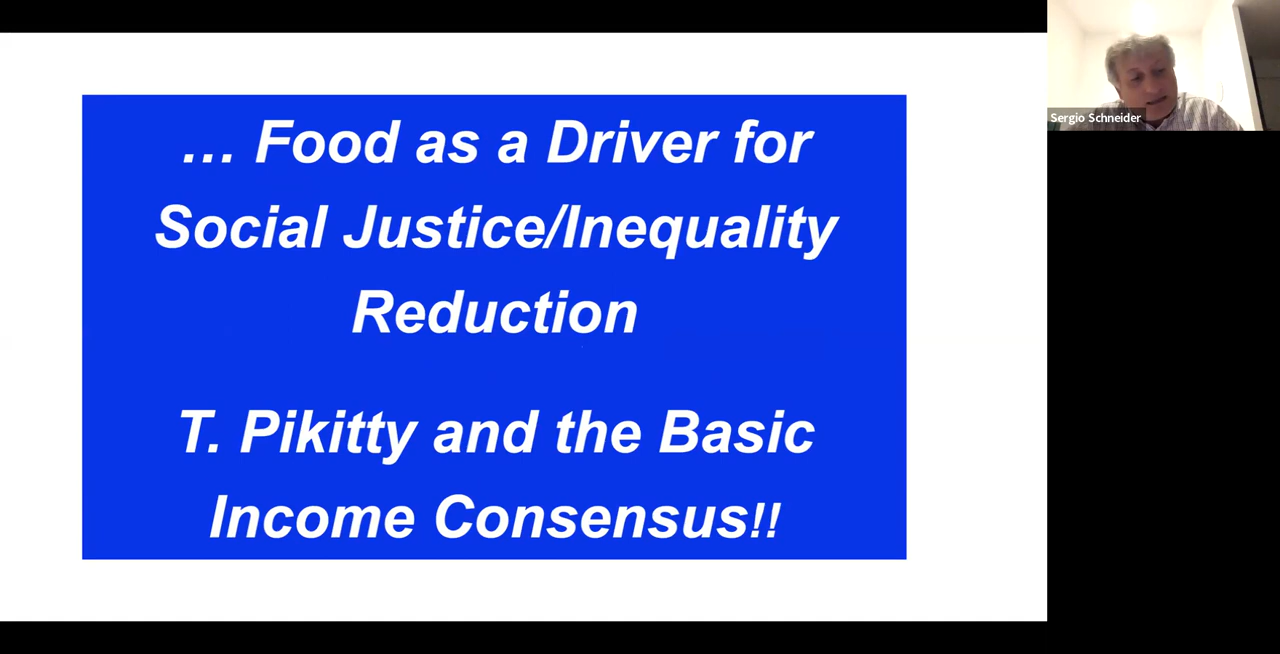 ... Food as a Driver for
Social Justice/Inequality
Reduction
T. Pikitty and the Basic
Income Consensus!!
Sergio Schneider